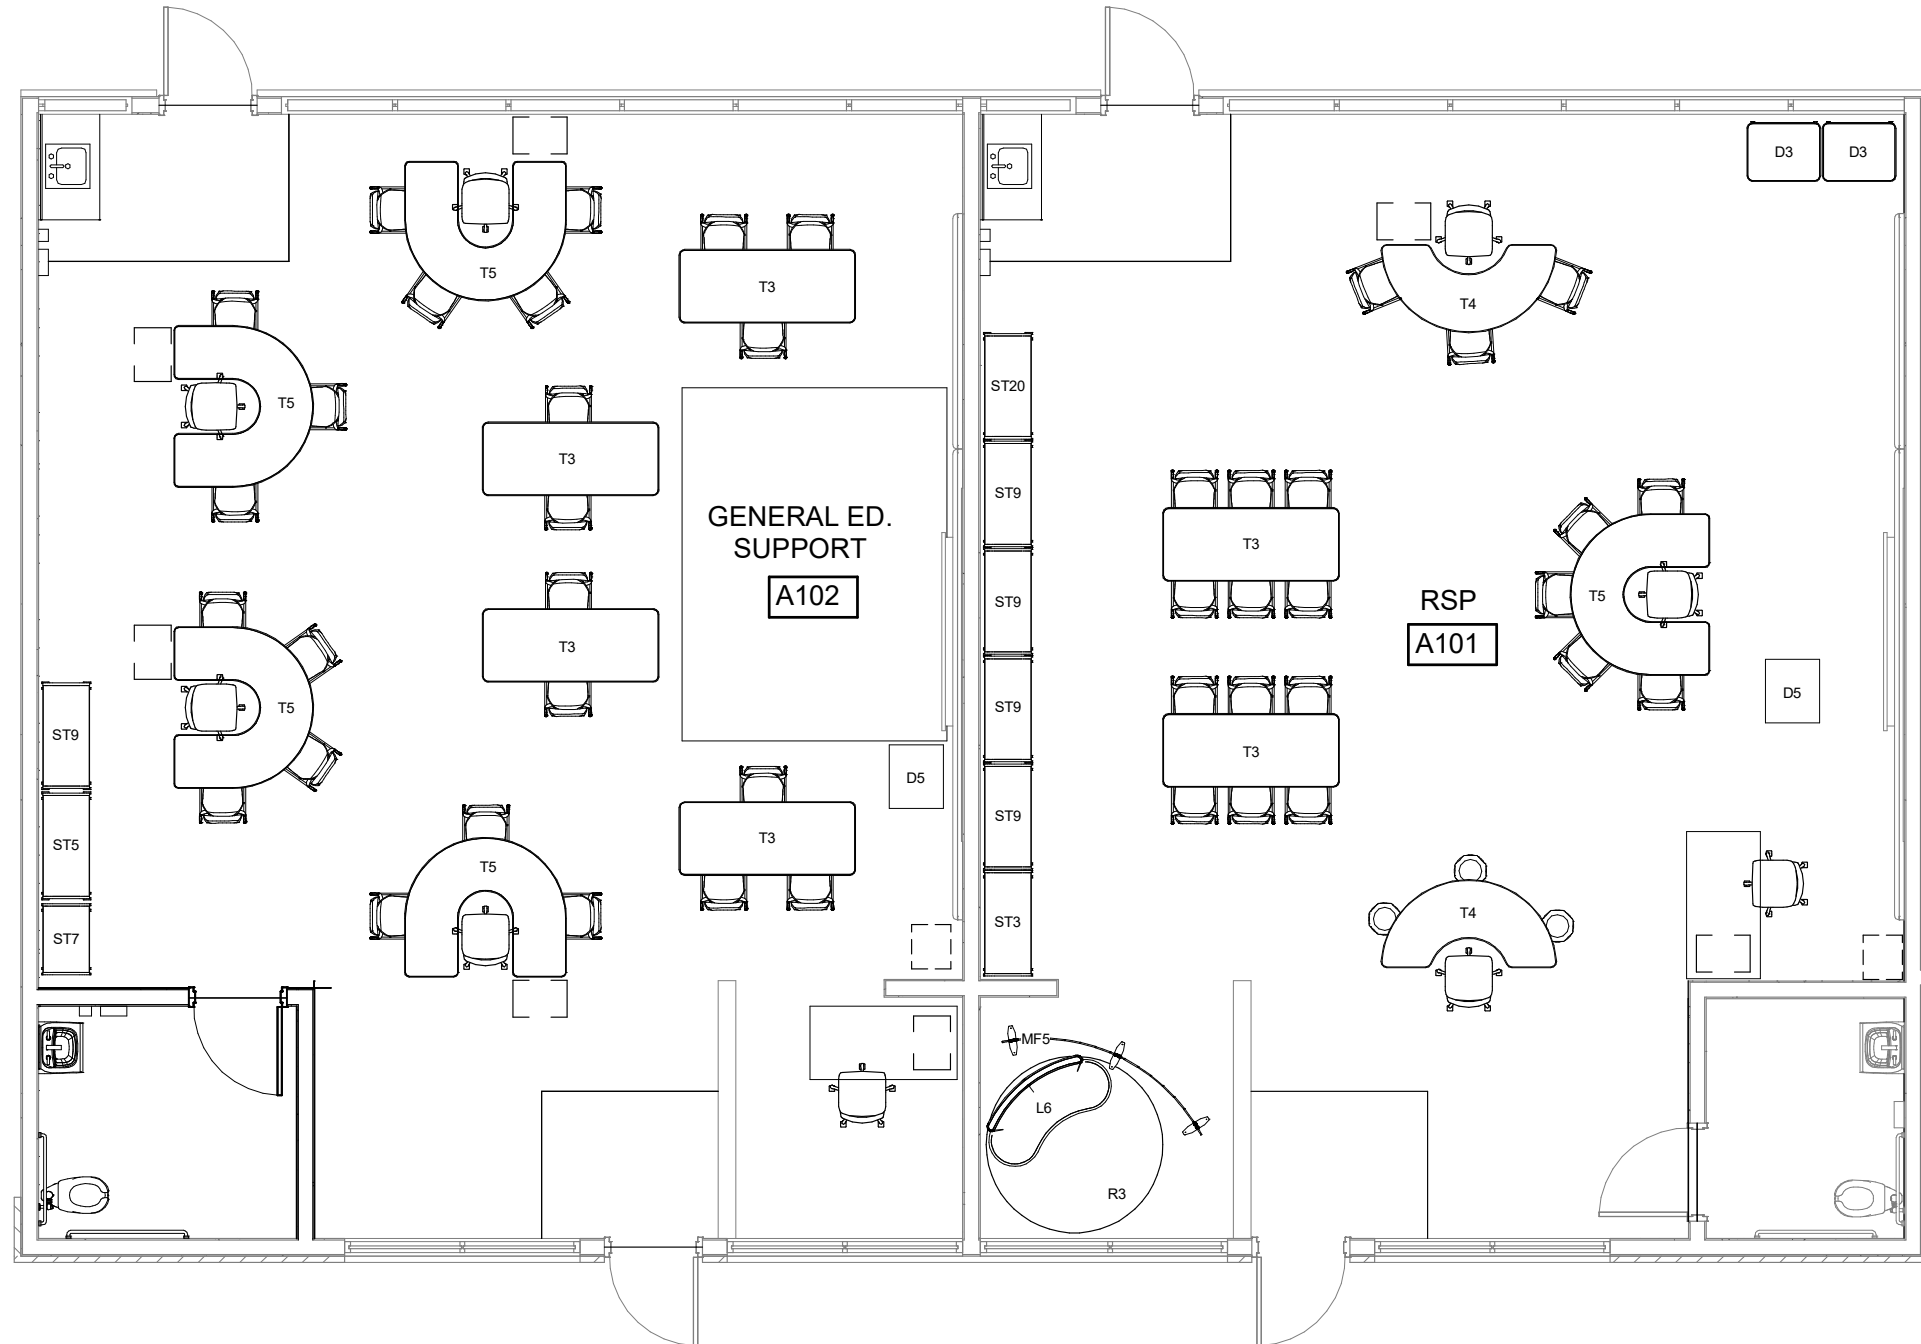 D3
D3
T5
T3
T4
T5
ST20
T3
ST9
GENERAL ED.
SUPPORT
A102
T3
ST9
RSP
A101
T5
T3
T5
ST9
D5
ST9
T3
D5
ST5
ST9
T3
T5
ST7
ST3
T4
MF5
L6
R3